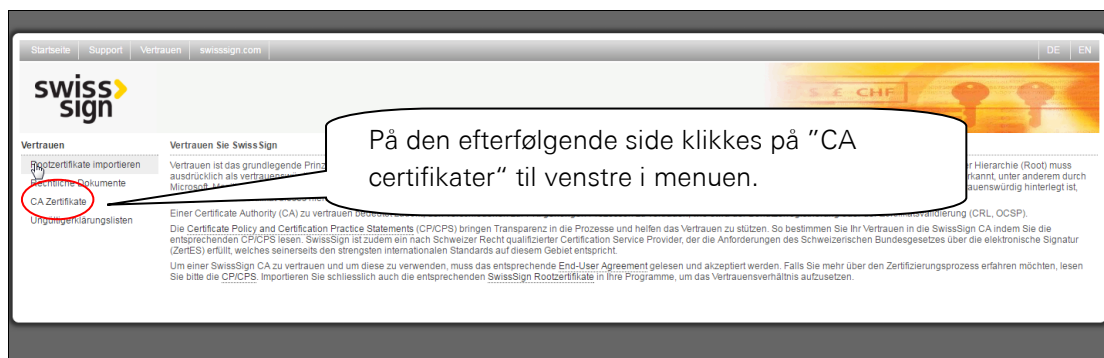 Startseite Support Vertrauen swisssign.com DE EN
swiss
sign
S £ CHF
På den efterfølgende side klikkes på ”CA
certifikater“ til venstre i menuen.
Vertrauen
Rootzertifikate importieren
Rechtliche Dokumente
CA Zertifikate
Ungültigerklärungslisten
Vertrauen Sie SwissSign
Vertrauen ist das grundlegende er Hierarchie (Root) muss
ausdrücklich als unter anderem durch
Microsoft, hinterlegt ist,
Einer Certificate Authority (CA) zu vertrauen (CRL, OCSP).
Die Certificate Policy and Certification Practice Statements (CP/CPS) bringen Transparenz in die Prozesse und helfen das Vertrauen zu stützen. So bestimmen Sie Ihr Vertrauen in die SwissSign CA indem Sie die
entsprechenden CP/CPS lesen. SwissSign ist zudem ein nach Schweizer Recht qualifizierter Certification Service Provider, der die Anforderungen des Schweizerischen Bundesgesetzes über die elektronische Signatur
(ZertES) erfüllt, welches seinerseits den strengsten internationalen Standards auf diesem Gebiet entspricht.
Um einer SwissSign CA zu vertrauen und um diese zu verwenden, muss das entsprechende End-User Agreement gelesen und akzeptiert werden. Falls Sie mehr über den Zertifizierungsprozess erfahren möchten, lesen
Sie bitte die CP/CPS. Importieren Sie schliesslich auch die entsprechenden SwissSign Rootzertifikate in Ihre Programme, um das Vertrauensverhältnis aufzusetzen.